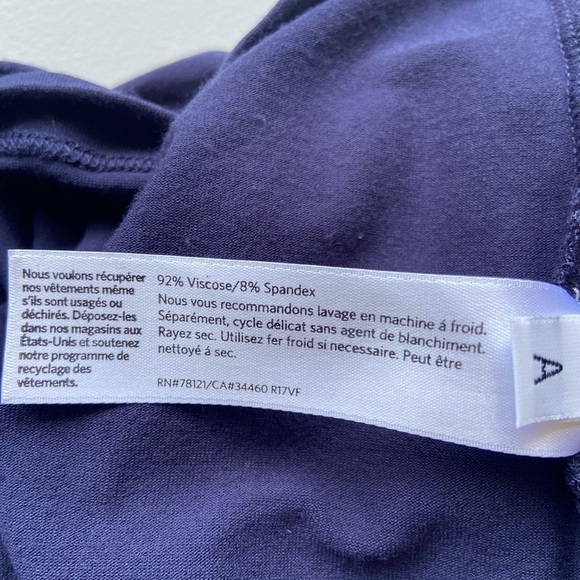 Nous voulons récupérer
nos vêtements même
s'ils sont usagés ou
déchirés. Déposez-les
dans nos magasins aux
États-Unis et soutenez
notre programme de
recyclage des
vêtements.
92% Viscose/8% Spandex
Nous vous recommandons lavage en machine á froid.
Séparément, cycle délicat sans agent de blanchiment.
Rayez sec. Utilisez fer froid si necessaire. Peut être
nettoyé á sec.
RN#78121/CA#34460 R17VF
A